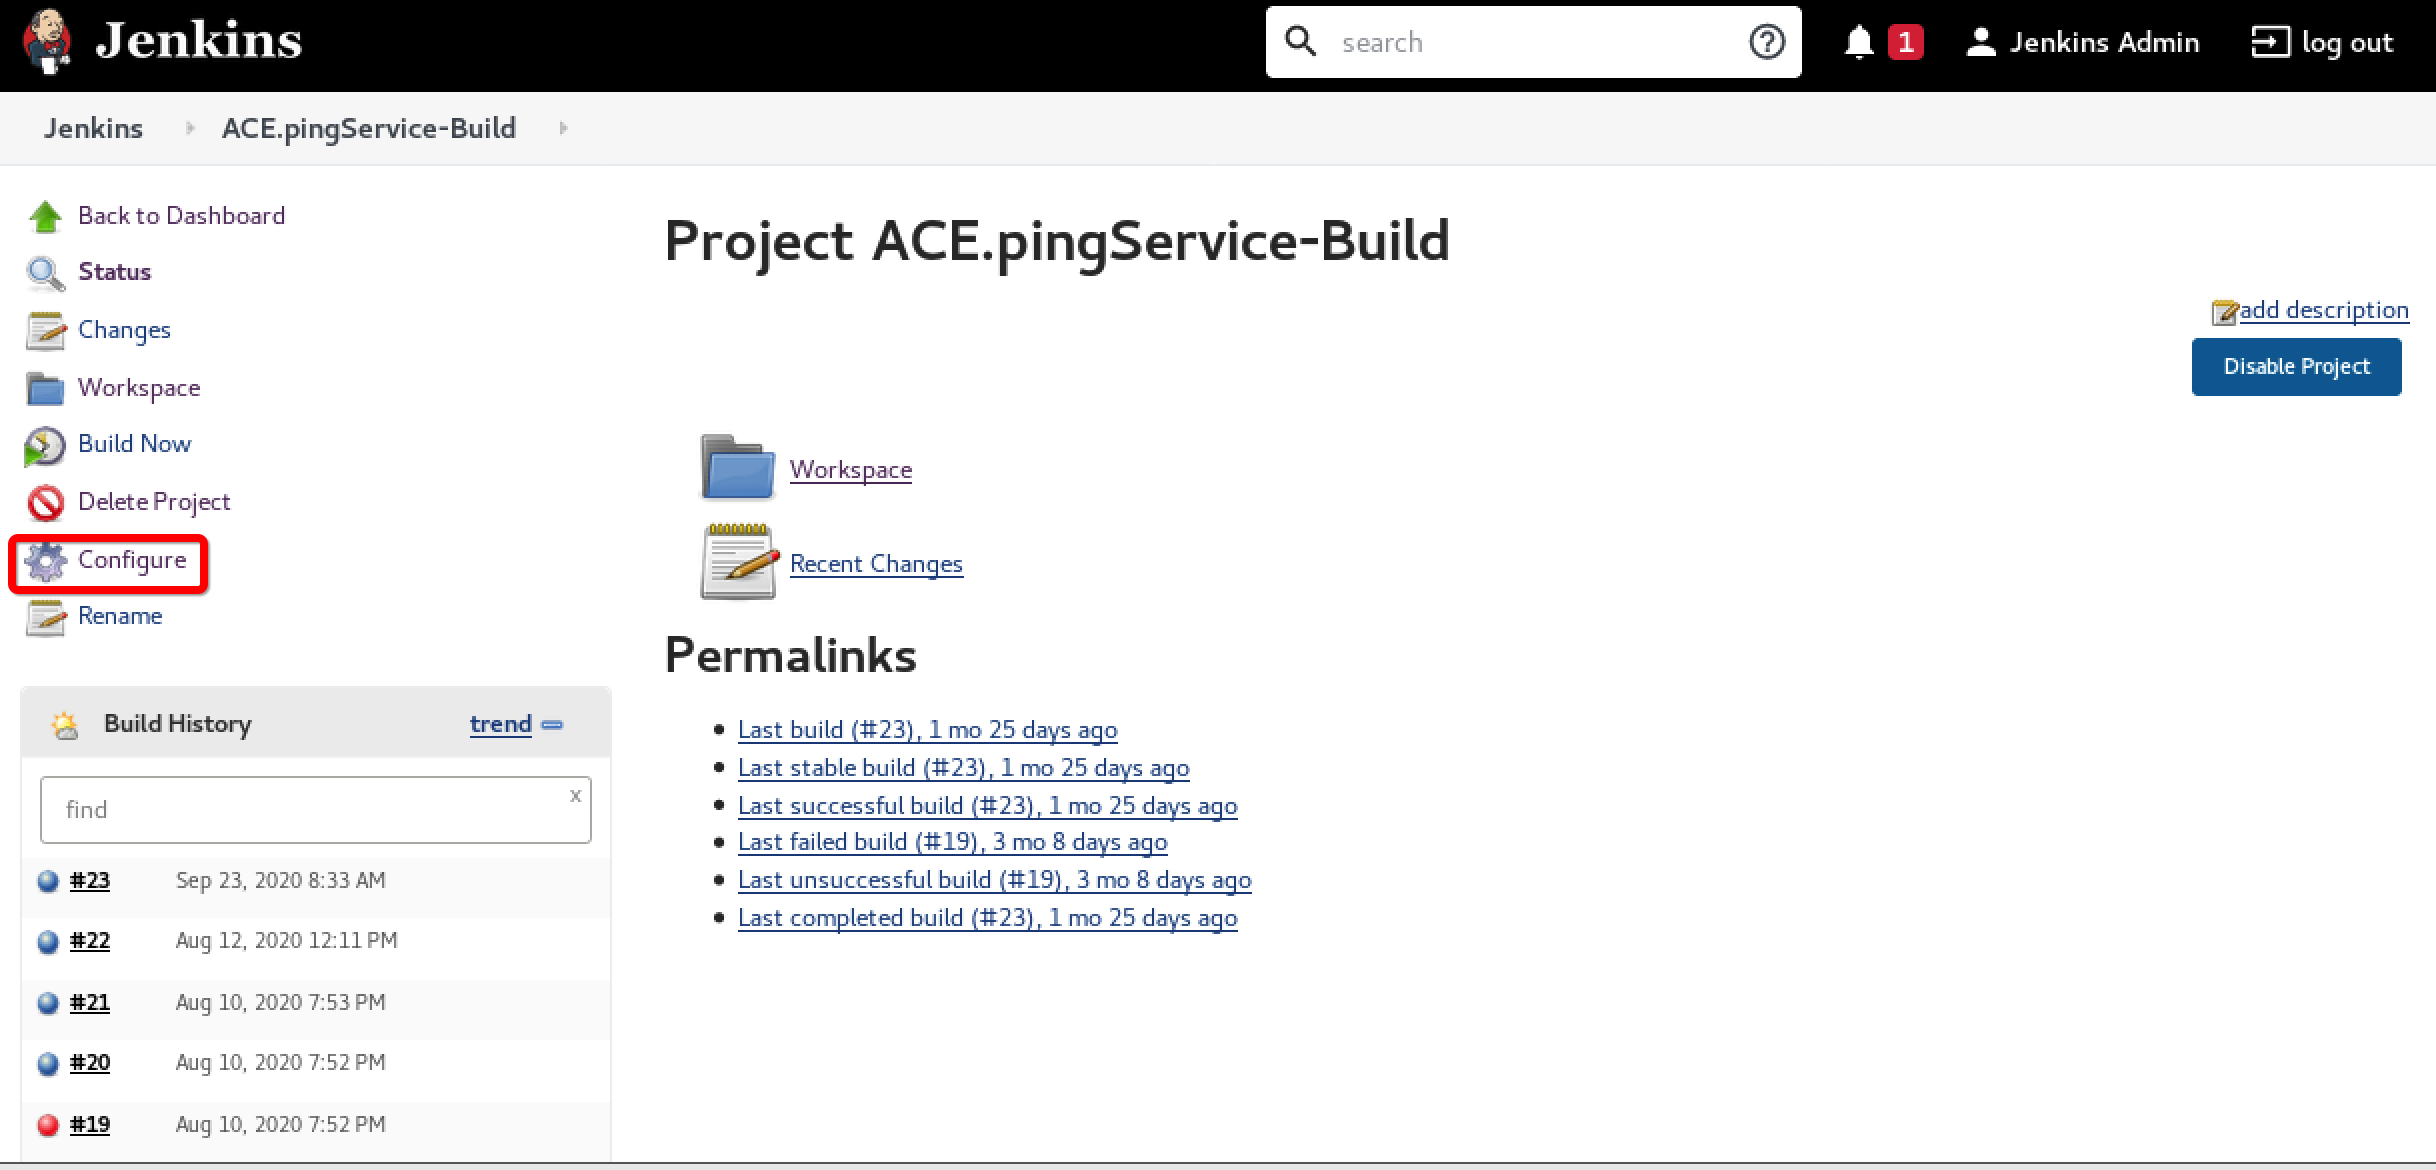 Jenkins
search
1
Jenkins Admin
log out
Jenkins
ACE.pingService-Build
Back to Dashboard
Status
Changes
Workspace
Build Now
Delete Project
Configure
Rename
Build History
trend
find
x
#23 Sep 23, 2020 8:33 AM
#22 Aug 12, 2020 12:11 PM
#21 Aug 10, 2020 7:53 PM
#20 Aug 10, 2020 7:52 PM
#19 Aug 10, 2020 7:52 PM
Project ACE.pingService-Build
add description
Disable Project
Workspace
Recent Changes
Permalinks
Last build (#23), 1 mo 25 days ago
Last stable build (#23), 1 mo 25 days ago
Last successful build (#23), 1 mo 25 days ago
Last failed build (#19), 3 mo 8 days ago
Last unsuccessful build (#19), 3 mo 8 days ago
Last completed build (#23), 1 mo 25 days ago